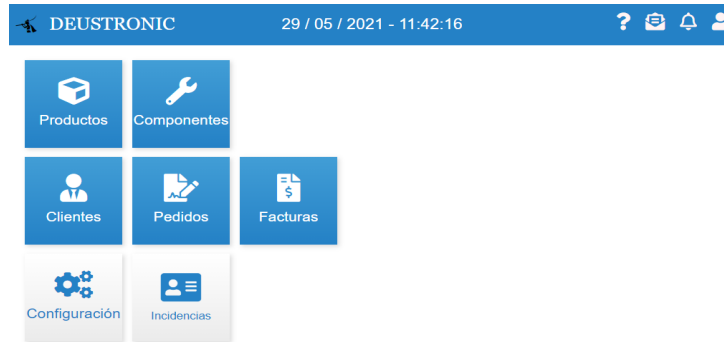 DEUSTRONIC
29 / 05 / 2021 - 11:42:16
?
Productos
Componentes
Clientes
Pedidos
$
Facturas
Configuración
Incidencias